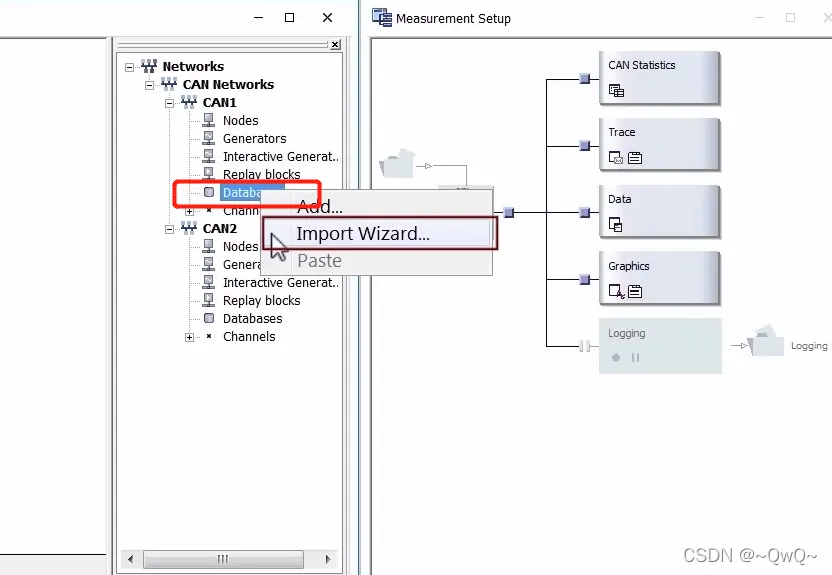 Measurement Setup
Networks
CAN Networks
CAN1
Nodes
Generators
Interactive Generat..
Replay blocks
Databa
Add...
Chann
Import Wizard...
Paste
CAN2
Nodes
Genera
Interactive Generat..
Replay blocks
Databases
Channels
CAN Statistics
Trace
Data
Graphics
Logging
Logging
CSDN @~QwQ~